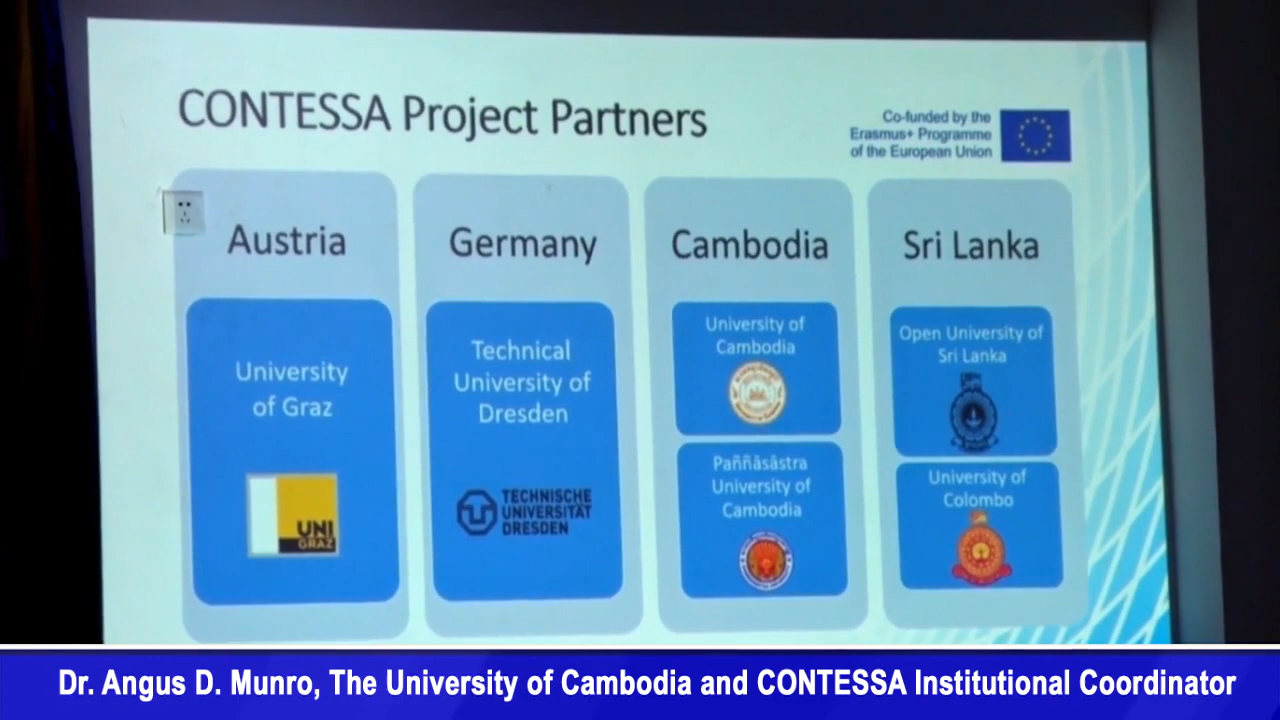 CONTESSA Project Partners
Co-funded by the
Erasmus+ Programme
of the European Union
Austria
University
of Graz
UNI
GRAZ
Germany
Technical
University of
Dresden
TECHNISCHE
UNIVERSITÄT
DRESDEN
Cambodia
University of
Cambodia
Paññāsāstra
University of
Cambodia
Sri Lanka
Open University of
Sri Lanka
University of
Colombo
Dr. Angus D. Munro, The University of Cambodia and CONTESSA Institutional Coordinator